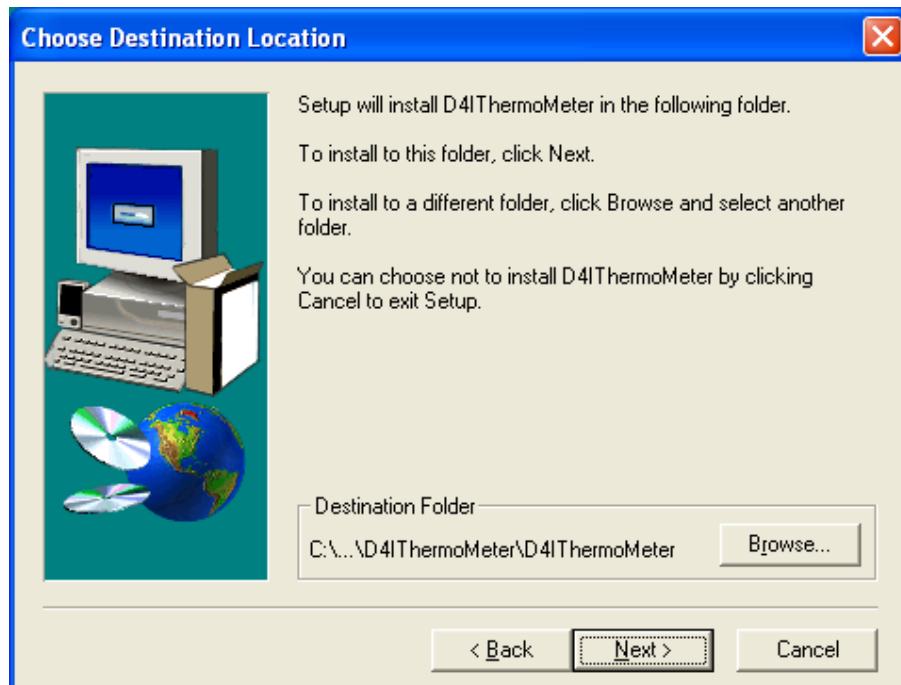 Choose Destination Location
Setup will install D4IThermoMeter in the following folder.
To install to this folder, click Next.
To install to a different folder, click Browse and select another
folder.
You can choose not to install D4IThermoMeter by clicking
Cancel to exit Setup.
Destination Folder
C:\...\D4IThermoMeter\D4IThermoMeter
Browse...
< Back
Next >
Cancel